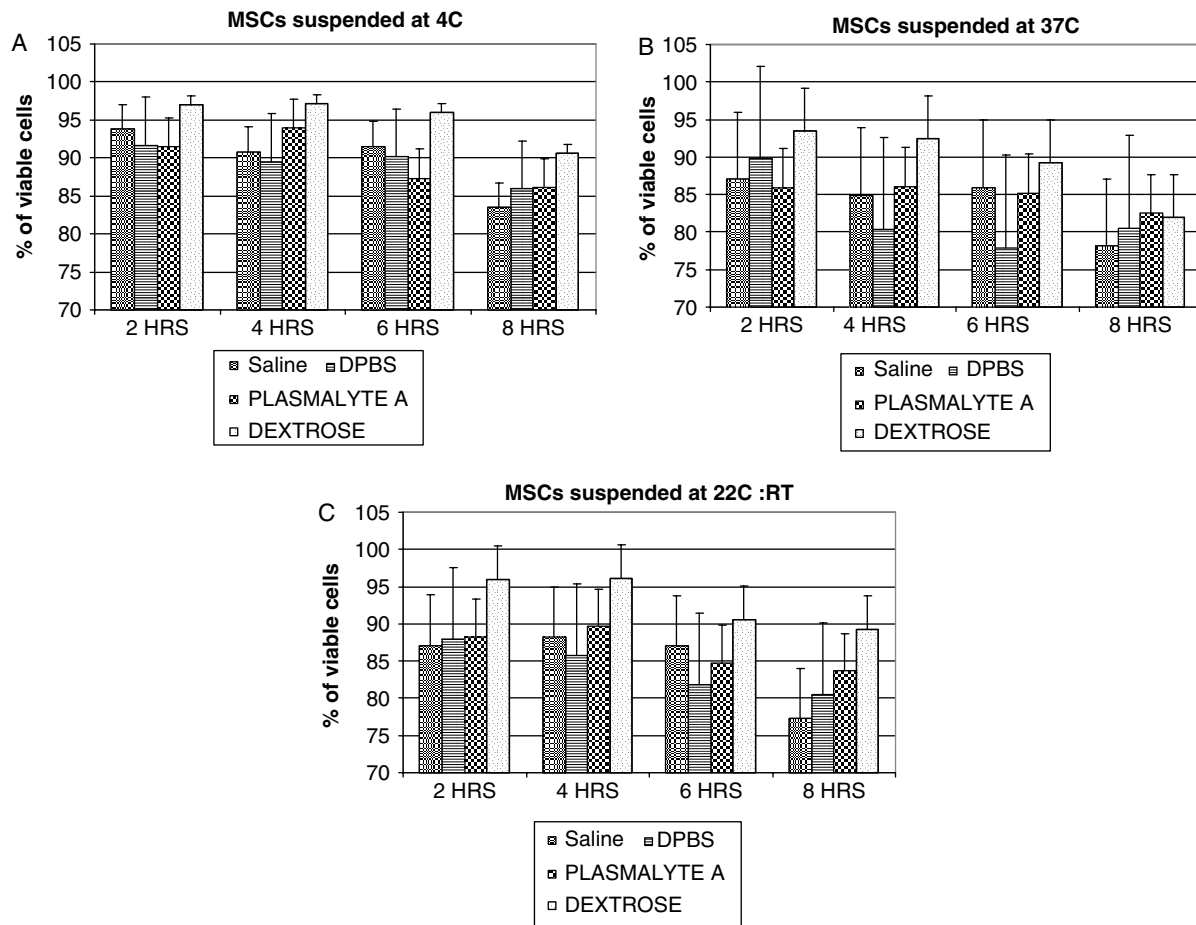 A
MSCs suspended at 4C
% of viable cells
105
100
95
90
85
80
75
70
2 HRS 4 HRS 6 HRS 8 HRS
Saline DPBS
PLASMALYTE A
DEXTROSE
B
MSCs suspended at 37C
% of viable cells
105
100
95
90
85
80
75
70
2 HRS 4 HRS 6 HRS 8 HRS
Saline DPBS
PLASMALYTE A
DEXTROSE
C
MSCs suspended at 22C :RT
% of viable cells
105
100
95
90
85
80
75
70
2 HRS 4 HRS 6 HRS 8 HRS
Saline DPBS
PLASMALYTE A
DEXTROSE